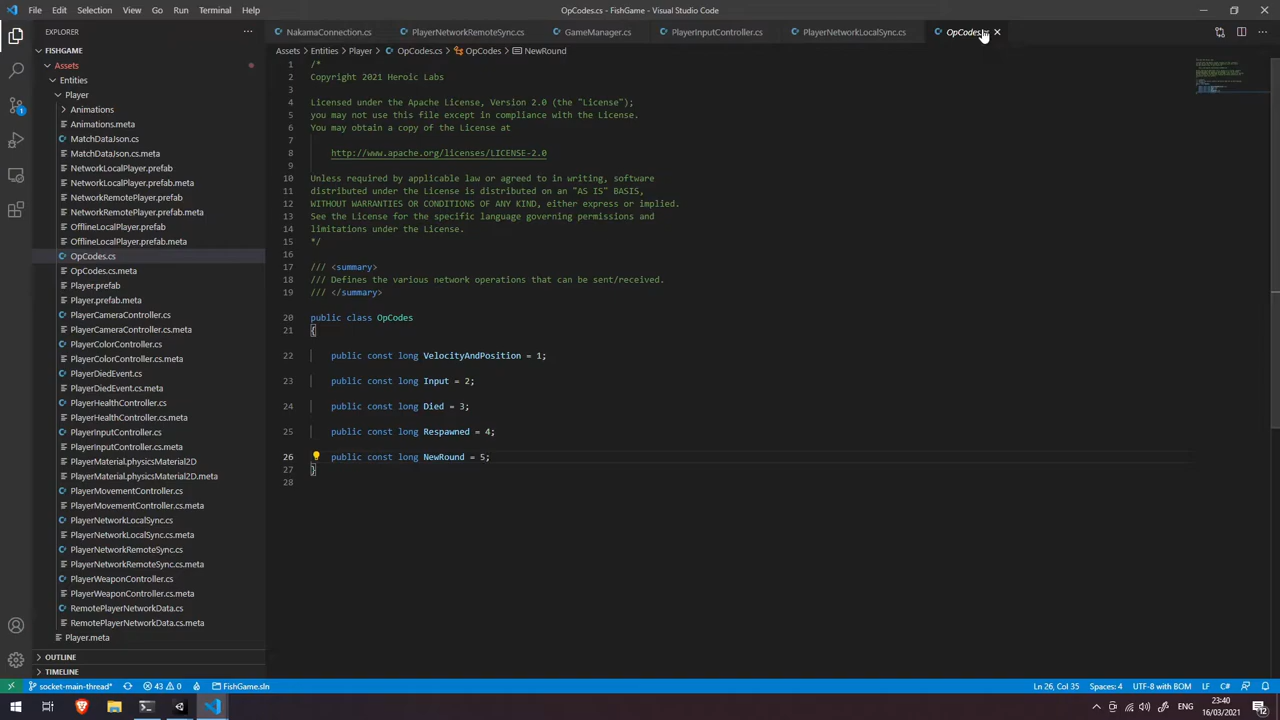 File Edit Selection View Go Run Terminal Help
OpCodes.cs - FishGame - Visual Studio Code
EXPLORER
NakamaConnection.cs PlayerNetworkRemoteSync.cs GameManager.cs PlayerInputController.cs PlayerNetworkLocalSync.cs OpCodes
FISHGAME
Assets > Entities > Player > OpCodes.cs > OpCodes > NewRound
Assets
Entities
Player
Animations
Animations.meta
MatchDataJson.cs
MatchDataJson.cs.meta
NetworkLocalPlayer.prefab
NetworkLocalPlayer.prefab.meta
NetworkRemotePlayer.prefab
NetworkRemotePlayer.prefab.meta
OfflineLocalPlayer.prefab
OfflineLocalPlayer.prefab.meta
OpCodes.cs
OpCodes.cs.meta
Player.prefab
Player.prefab.meta
PlayerCameraController.cs
PlayerCameraController.cs.meta
PlayerColorController.cs
PlayerColorController.cs.meta
PlayerDiedEvent.cs
PlayerDiedEvent.cs.meta
PlayerHealthController.cs
PlayerHealthController.cs.meta
PlayerInputController.cs
PlayerInputController.cs.meta
PlayerMaterial.physicsMaterial2D
PlayerMaterial.physicsMaterial2D.meta
PlayerMovementController.cs
PlayerMovementController.cs.meta
PlayerNetworkLocalSync.cs
PlayerNetworkLocalSync.cs.meta
PlayerNetworkRemoteSync.cs
PlayerNetworkRemoteSync.cs.meta
PlayerWeaponController.cs
PlayerWeaponController.cs.meta
RemotePlayerNetworkData.cs
RemotePlayerNetworkData.cs.meta
Player.meta
OUTLINE
TIMELINE
1 /*
2 Copyright 2021 Heroic Labs
3
4 Licensed under the Apache License, Version 2.0 (the "License");
5 you may not use this file except in compliance with the License.
6 You may obtain a copy of the License at
7
8 http://www.apache.org/licenses/LICENSE-2.0
9
10 Unless required by applicable law or agreed to in writing, software
11 distributed under the License is distributed on an "AS IS" BASIS,
12 WITHOUT WARRANTIES OR CONDITIONS OF ANY KIND, either express or implied.
13 See the License for the specific language governing permissions and
14 limitations under the License.
15 */
16
17 /// <summary>
18 /// Defines the various network operations that can be sent/received.
19 /// </summary>
20 public class OpCodes
21 {
22 public const long VelocityAndPosition = 1;
23 public const long Input = 2;
24 public const long Died = 3;
25 public const long Respawned = 4;
26 public const long NewRound = 5;
27 }
28
socket-main-thread* 43 0 FishGame.sln
Ln 26, Col 35 Spaces: 4 UTF-8 with BOM LF C#
ENG
23:40
16/03/2021